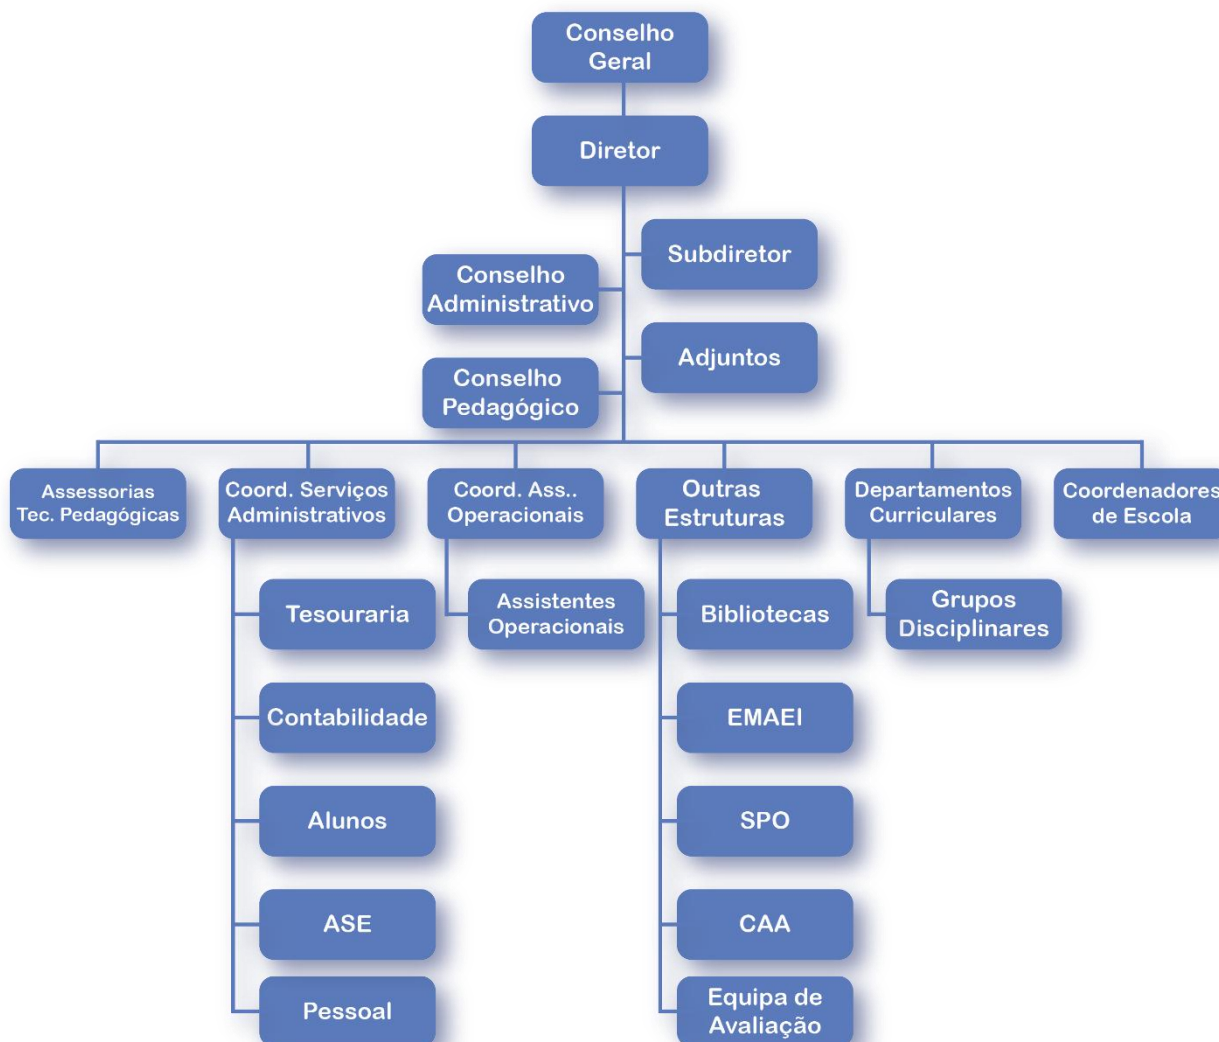 Conselho
Geral
Diretor
Subdiretor
Conselho
Administrativo
Adjuntos
Conselho
Pedagógico
Assessorias
Tec. Pedagógicas
Coord. Serviços
Administrativos
Coord. Ass..
Operacionais
Outras
Estruturas
Departamentos
Curriculares
Coordenadores
de Escola
Tesouraria
Contabilidade
Alunos
ASE
Pessoal
Assistentes
Operacionais
Bibliotecas
EMAEI
SPO
CAA
Equipa de
Avaliação
Grupos
Disciplinares